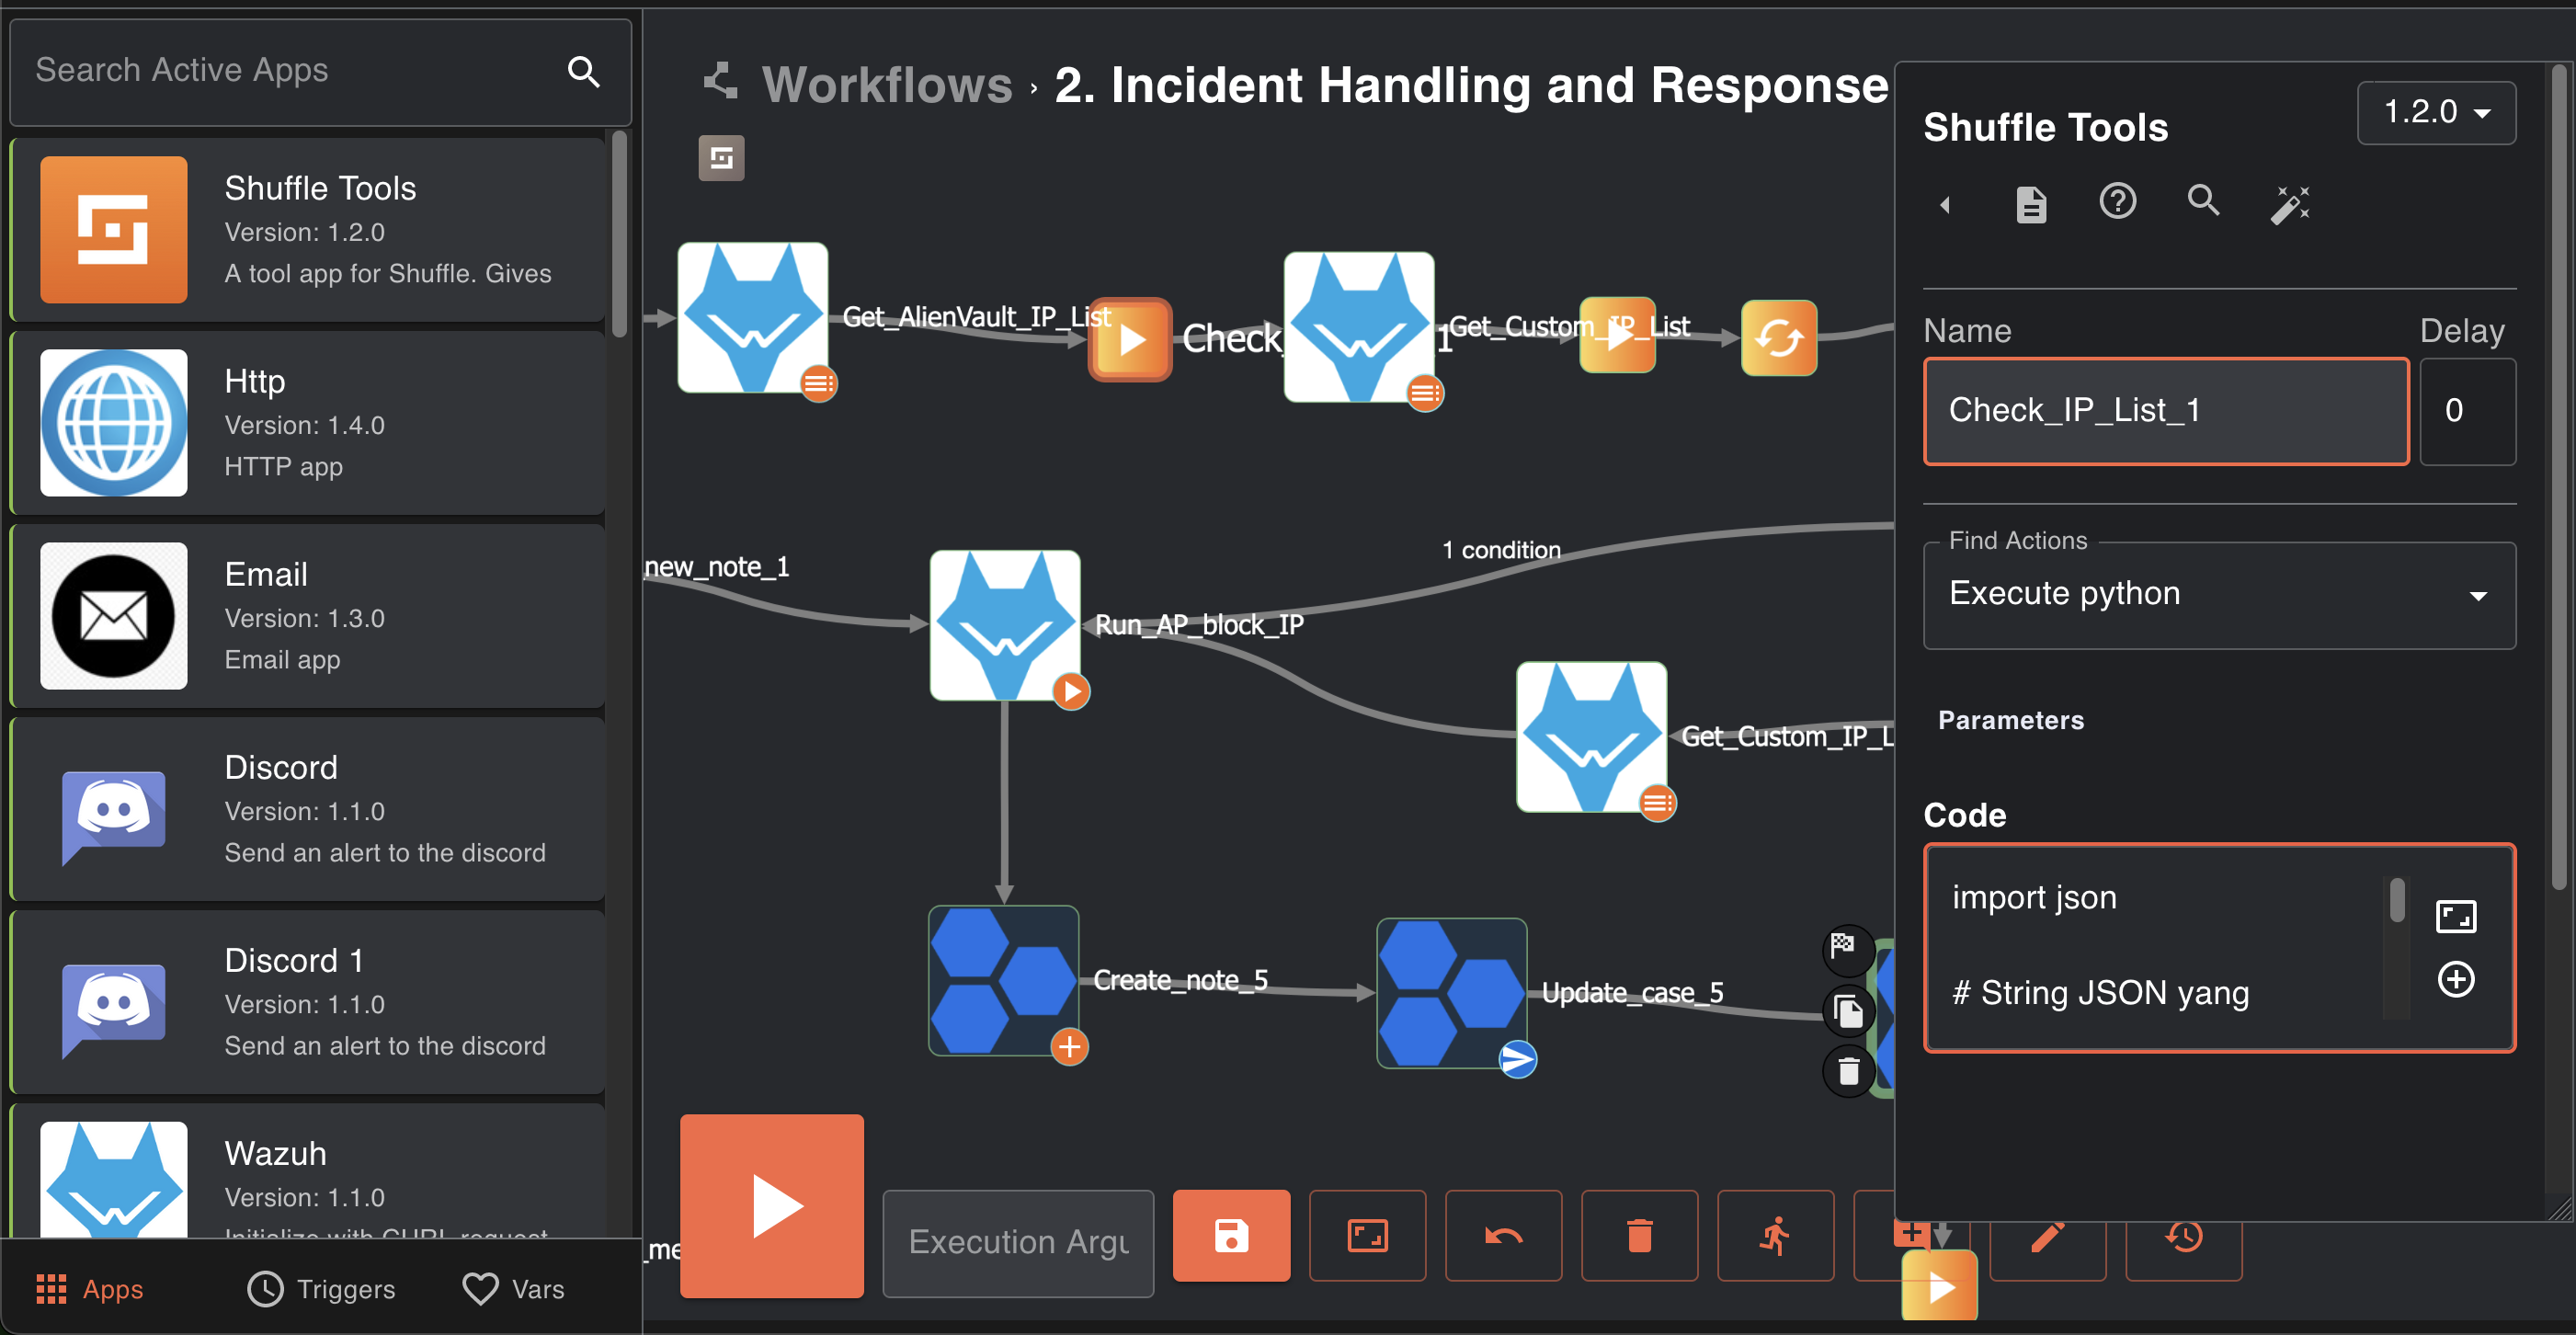 Search Active Apps
Shuffle Tools
Version: 1.2.0
A tool app for Shuffle. Gives
Http
Version: 1.4.0
HTTP app
Email
Version: 1.3.0
Email app
Discord
Version: 1.1.0
Send an alert to the discord
Discord 1
Version: 1.1.0
Send an alert to the discord
Wazuh
Version: 1.1.0
Initialize with CURL request
Apps
Triggers
Vars
Workflows › 2. Incident Handling and Response
Get_AlienVault_IP_List
Check_
1
Get_Custom_IP_List
new_note_1
1 condition
Run_AP_block_IP
Get_Custom_IP_L
Create_note_5
Update_case_5
_me
Execution Argu
Shuffle Tools
1.2.0
Name
Delay
Check_IP_List_1
0
Find Actions
Execute python
Parameters
Code
import json
# String JSON yang